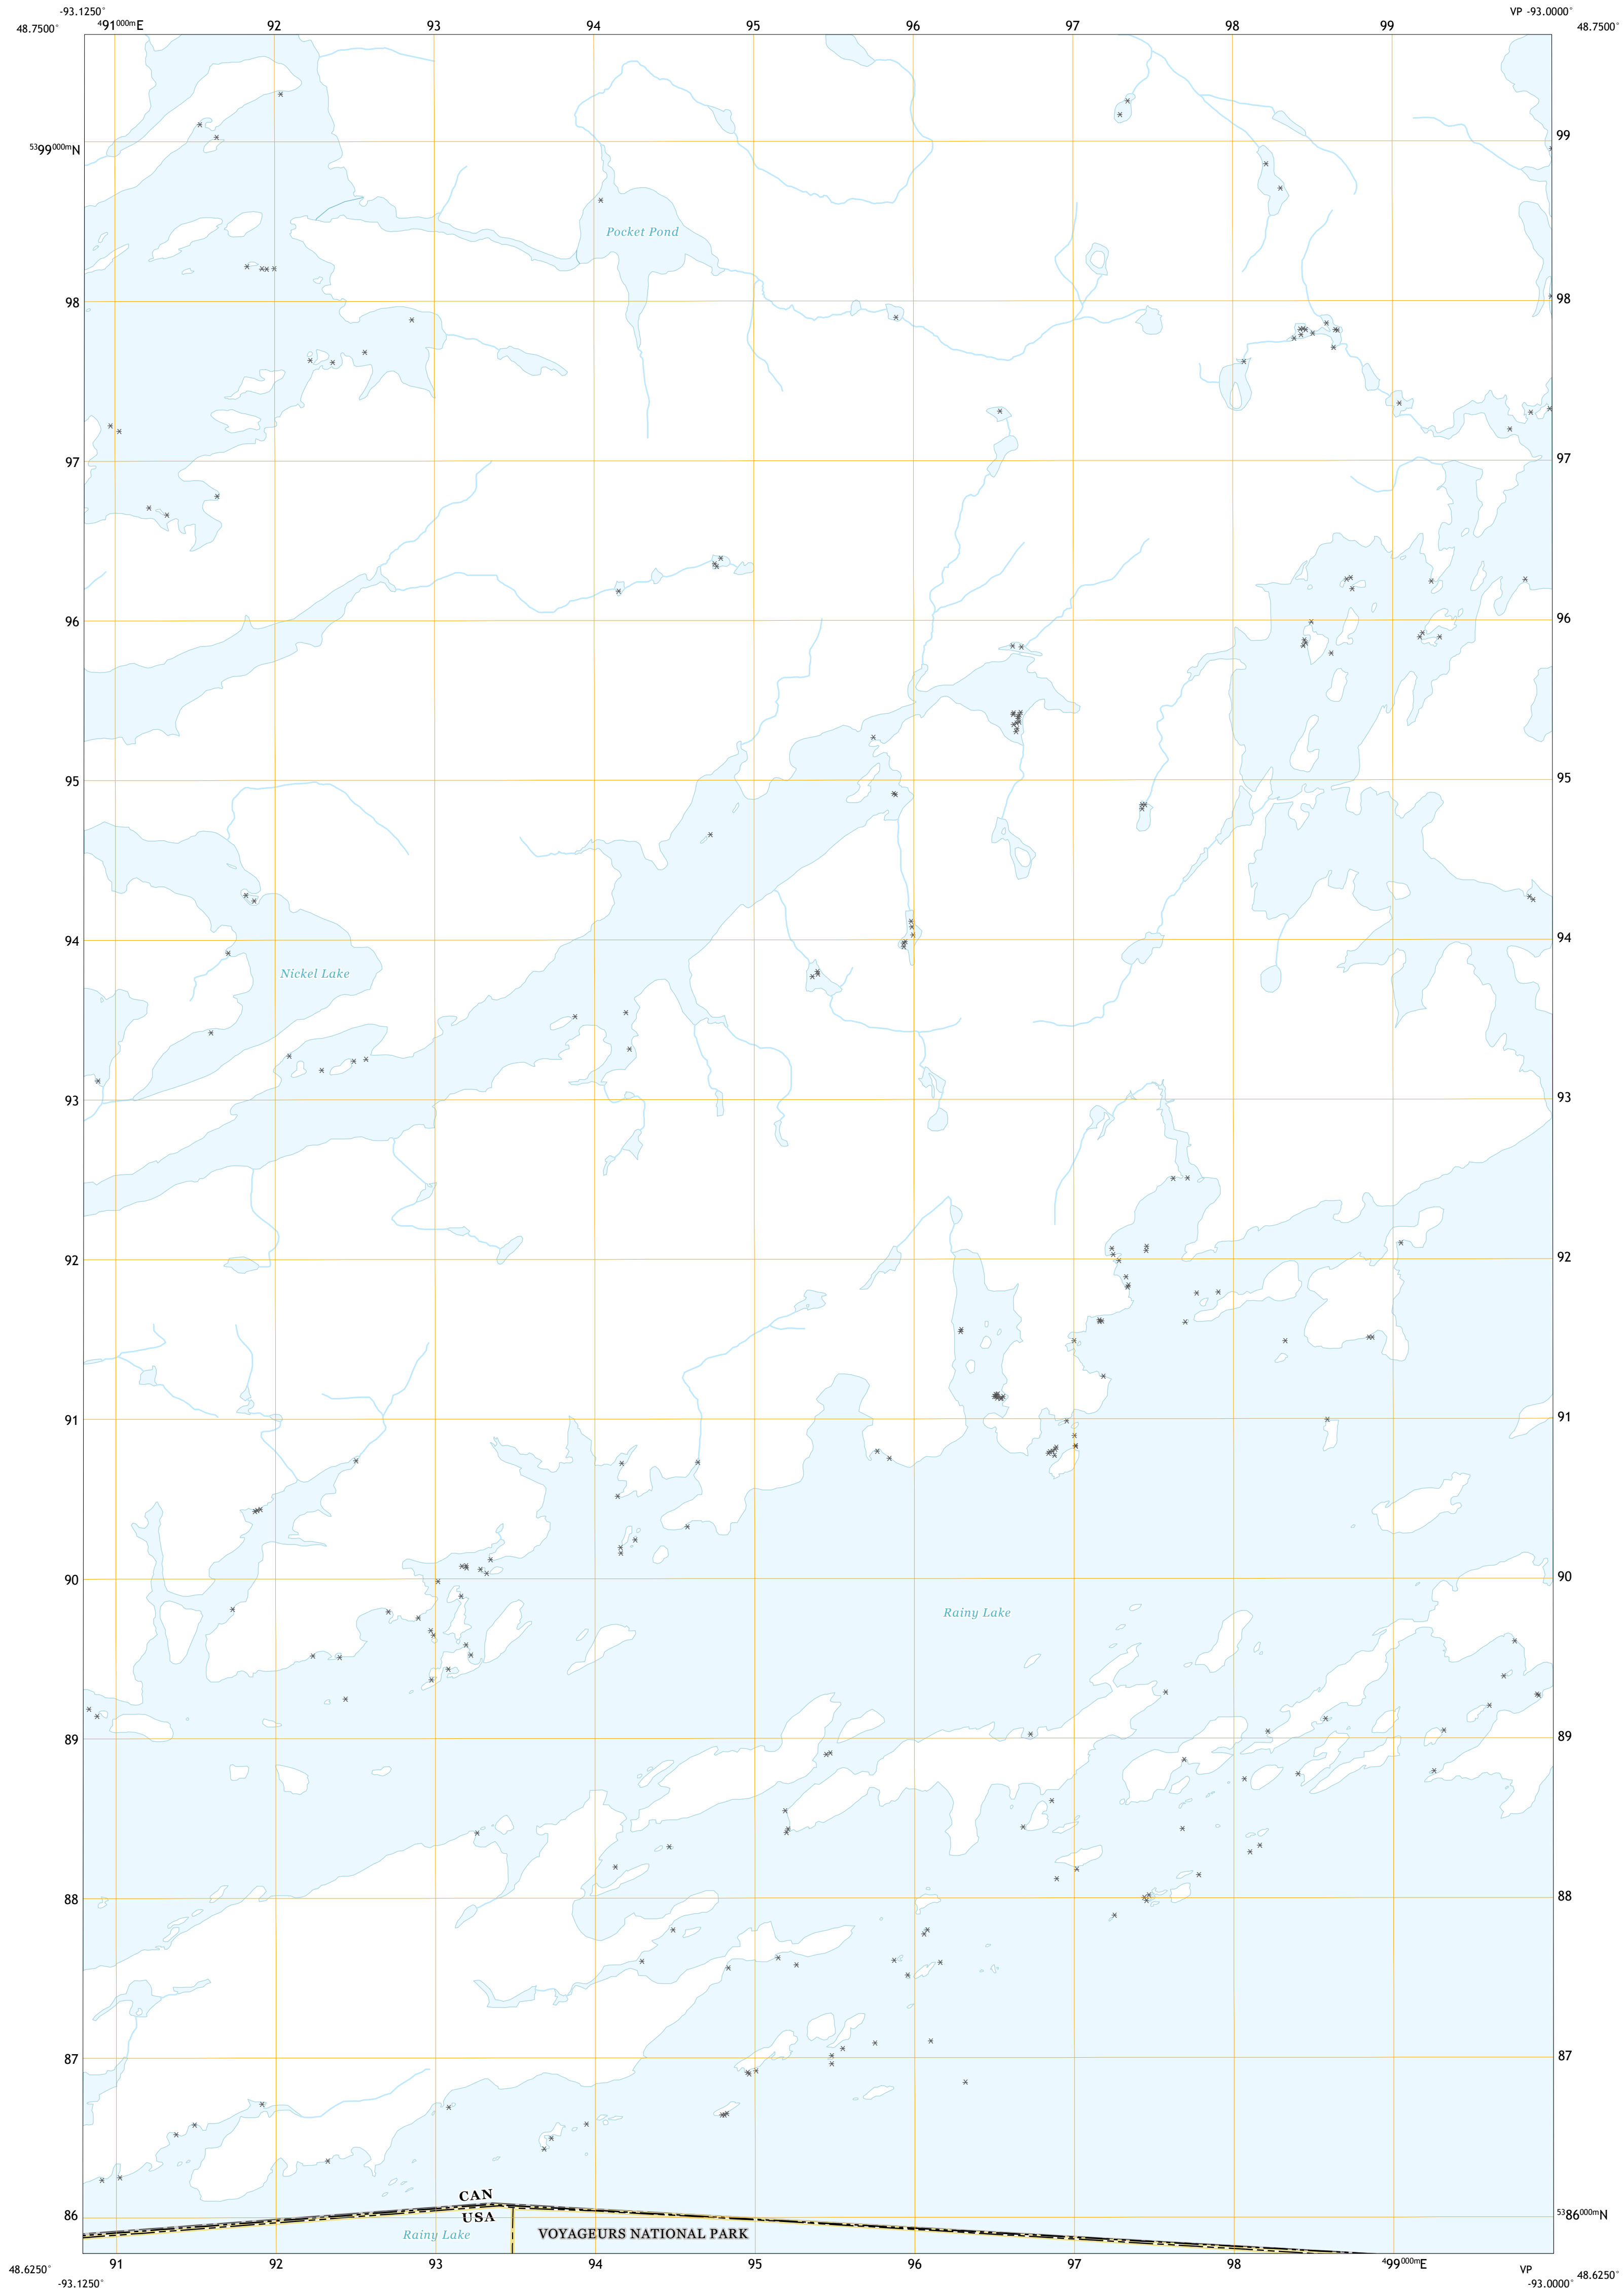 -93.1250° VP -93.0000°
48.7500° ⁴91⁰⁰⁰ᵐE 92 93 94 95 96 97 98 99 48.7500°
⁵³99⁰⁰⁰ᵐN 99
Pocket Pond
98 98
97 97
96 96
95 95
94 94
Nickel Lake
93 93
92 92
91 91
90 90
Rainy Lake
89 89
88 88
87 87
CAN
86 USA ⁵³86⁰⁰⁰ᵐN
Rainy Lake VOYAGEURS NATIONAL PARK
48.6250° 91 92 93 94 95 96 97 98 ⁴99⁰⁰⁰ᵐE VP 48.6250°
-93.1250° -93.0000°